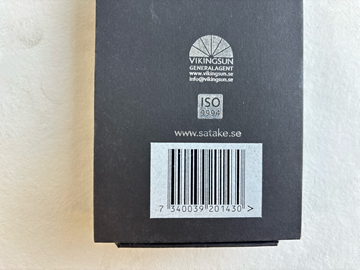 VIKINGSUN
GENERALAGENT
www.vikingsun.se
info@vikingsun.se
ISO
9994
www.satake.se
7 340039 201430 >